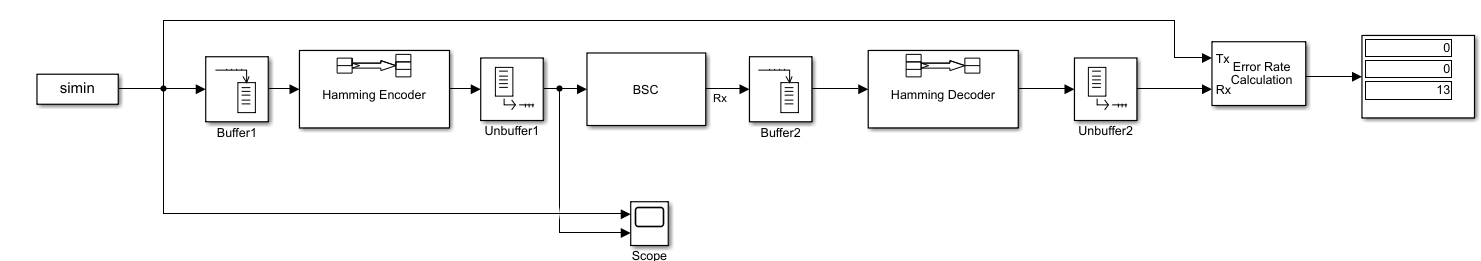 simin
Buffer1
Hamming Encoder
Unbuffer1
BSC
Rx
Buffer2
Hamming Decoder
Unbuffer2
Tx
Rx
Error Rate
Calculation
0
0
13
Scope